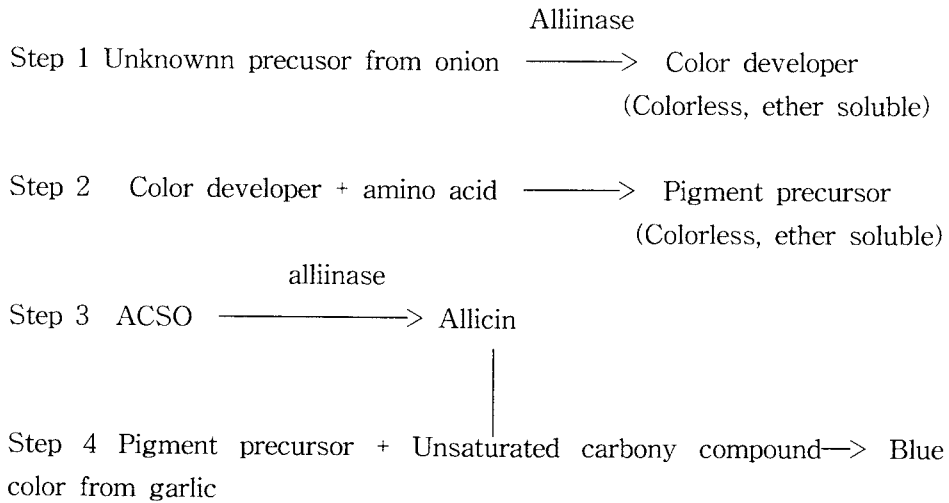 Alliinase
Step 1 Unknownn precusor from onion ⟶ Color developer
(Colorless, ether soluble)
Step 2 Color developer + amino acid ⟶ Pigment precursor
(Colorless, ether soluble)
alliinase
Step 3 ACSO ⟶ Allicin
Step 4 Pigment precursor + Unsaturated carbony compound⟶ Blue
color from garlic